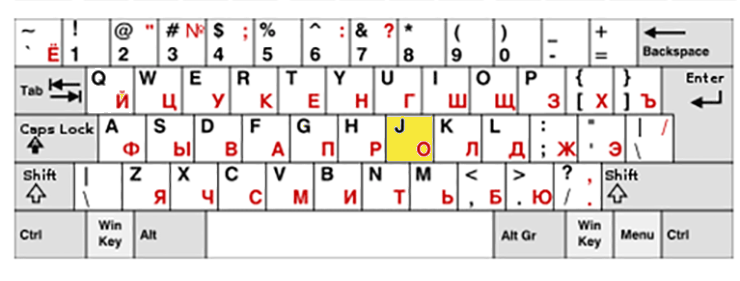 ~ ! @ " # № $ ; % ^ : & ? * ( ) _ +
` Ё 1 2 3 4 5 6 7 8 9 0 - = Backspace
Tab Q W E R T Y U I O P { } Enter
Й Ц У К Е Н Г Ш Щ З [ Х ] Ъ
Caps Lock A S D F G H J K L : " | /
Ф Ы В А П Р О Л Д ; Ж ' Э \
Shift | Z X C V B N M < > ? , Shift
\ Я Ч С М И Т Ь , Б . Ю / .
Ctrl Win Key Alt Alt Gr Win Key Menu Ctrl